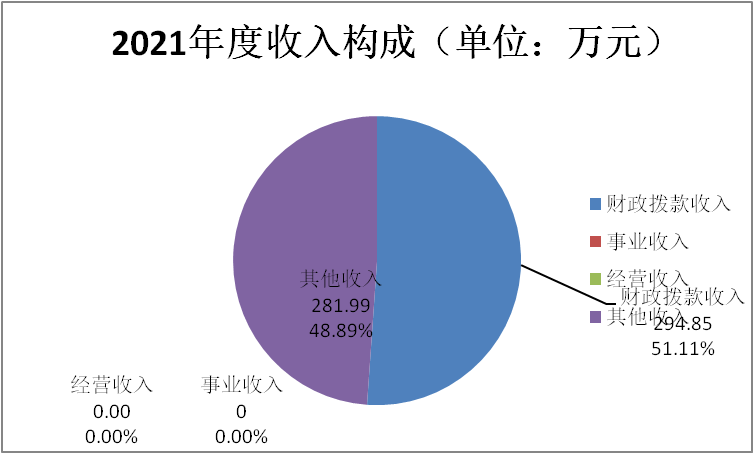 2021年度收入构成（单位：万元）
财政拨款收入
事业收入
经营收入
其他收入
其他收入
281.99
48.89%
财政拨款收入
294.85
51.11%
经营收入
0.00
0.00%
事业收入
0
0.00%